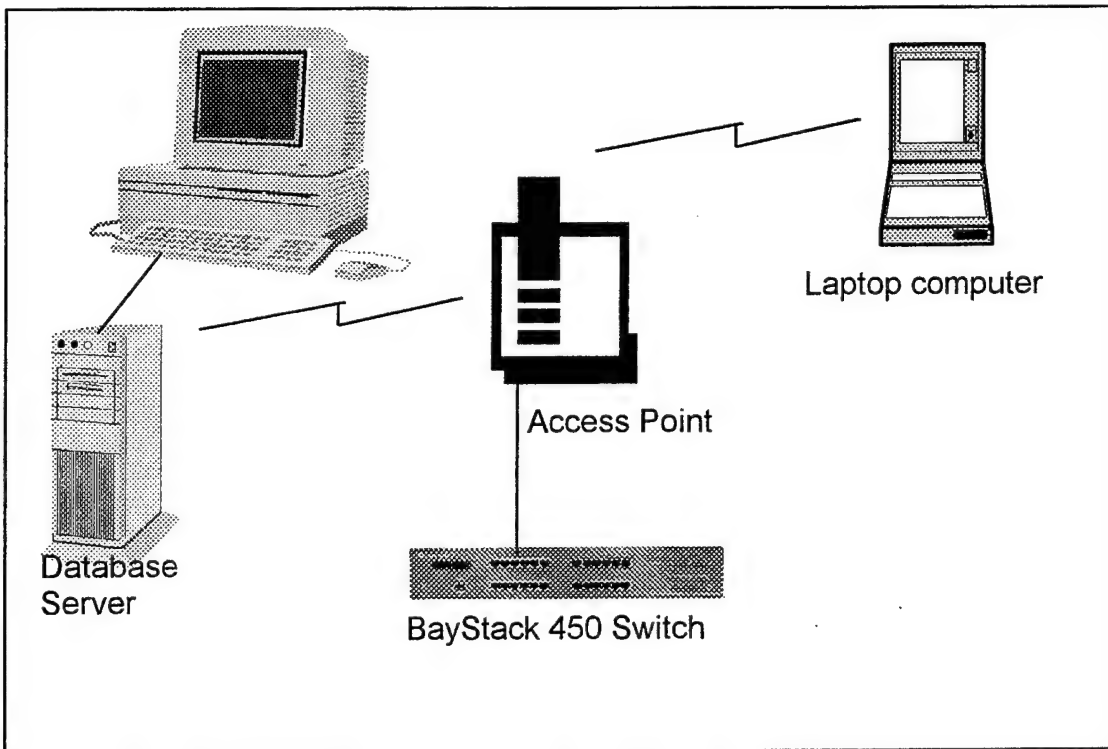 Laptop computer
Access Point
Database
Server
BayStack 450 Switch